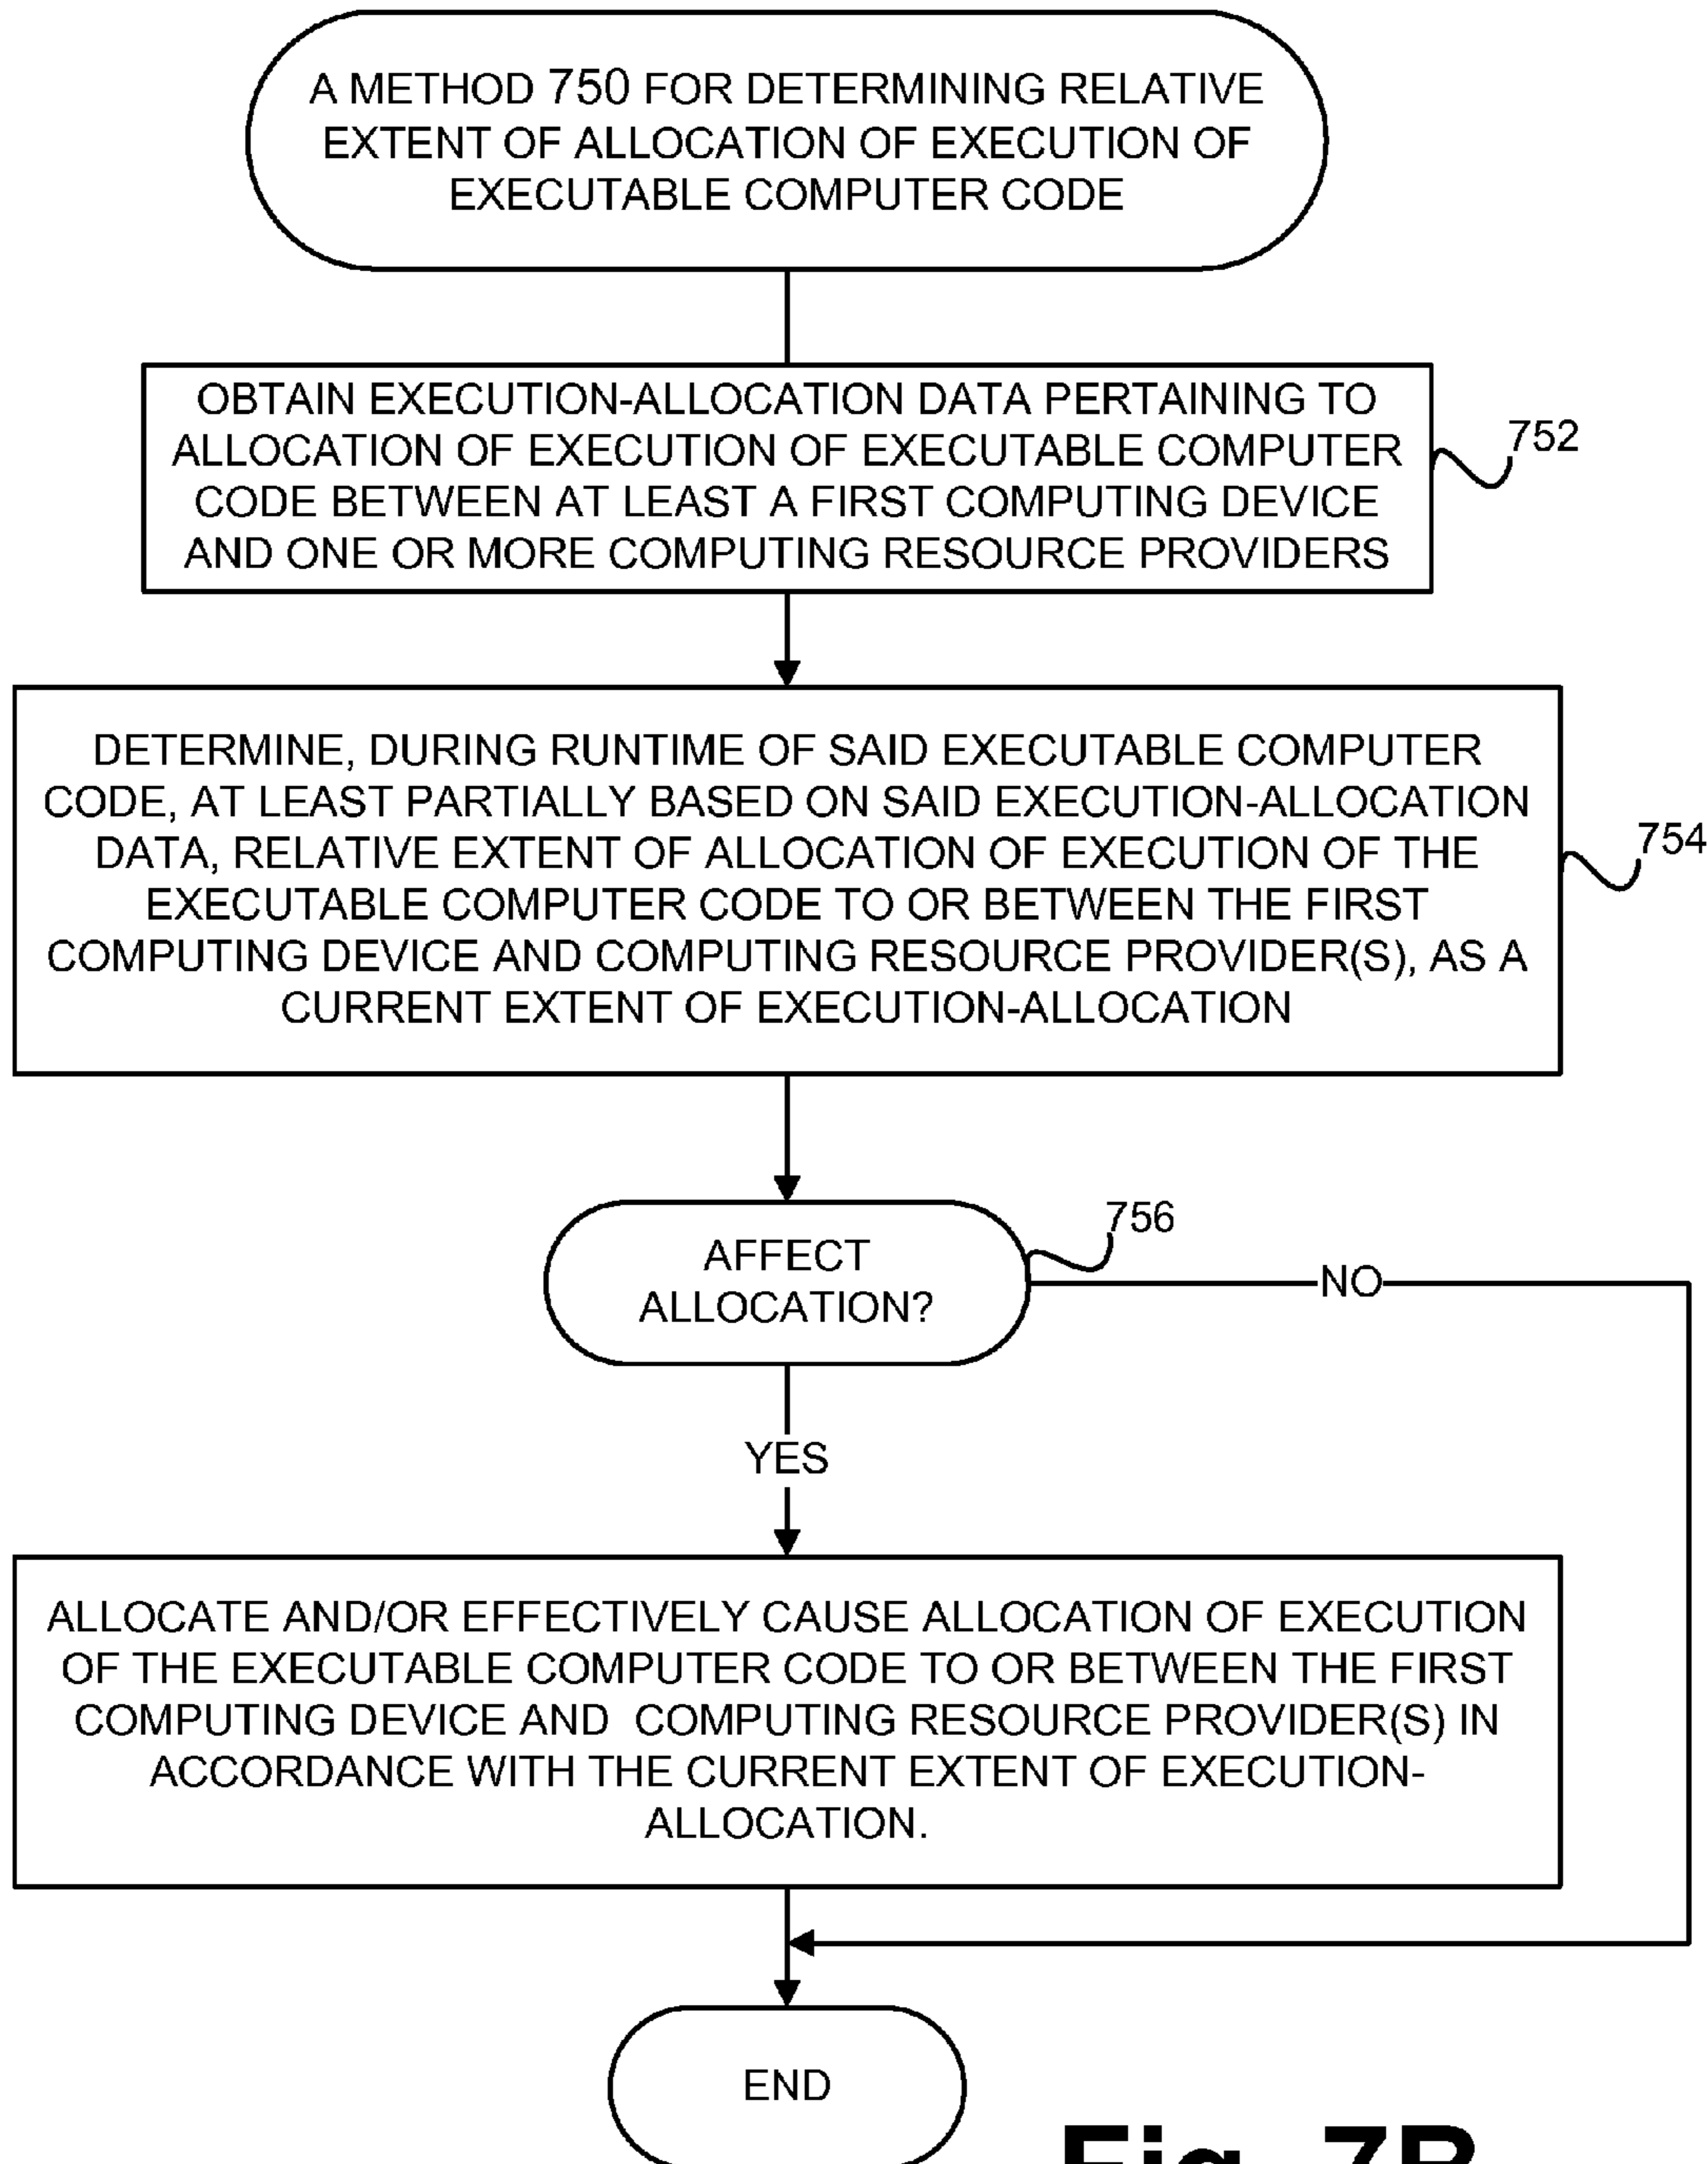 A METHOD 750 FOR DETERMINING RELATIVE
EXTENT OF ALLOCATION OF EXECUTION OF
EXECUTABLE COMPUTER CODE
OBTAIN EXECUTION-ALLOCATION DATA PERTAINING TO
ALLOCATION OF EXECUTION OF EXECUTABLE COMPUTER
CODE BETWEEN AT LEAST A FIRST COMPUTING DEVICE
AND ONE OR MORE COMPUTING RESOURCE PROVIDERS
752
DETERMINE, DURING RUNTIME OF SAID EXECUTABLE COMPUTER
CODE, AT LEAST PARTIALLY BASED ON SAID EXECUTION-ALLOCATION
DATA, RELATIVE EXTENT OF ALLOCATION OF EXECUTION OF THE
EXECUTABLE COMPUTER CODE TO OR BETWEEN THE FIRST
COMPUTING DEVICE AND COMPUTING RESOURCE PROVIDER(S), AS A
CURRENT EXTENT OF EXECUTION-ALLOCATION
754
AFFECT
ALLOCATION?
756
NO
YES
ALLOCATE AND/OR EFFECTIVELY CAUSE ALLOCATION OF EXECUTION
OF THE EXECUTABLE COMPUTER CODE TO OR BETWEEN THE FIRST
COMPUTING DEVICE AND COMPUTING RESOURCE PROVIDER(S) IN
ACCORDANCE WITH THE CURRENT EXTENT OF EXECUTION-
ALLOCATION.
END
Fig. 7B